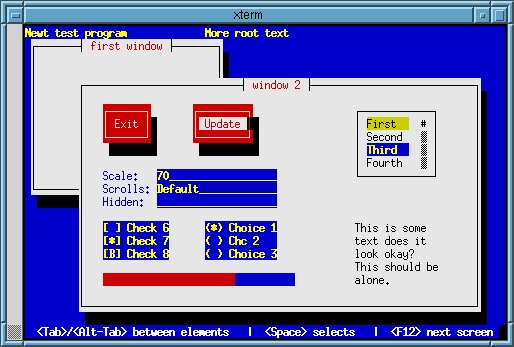 xterm
Newt test program More root text
first window
window 2
Exit Update
First #
Second
Third
Fourth
Scale: 70
Scrolls: Default
Hidden:
[ ] Check 6 (*) Choice 1
[*] Check 7 ( ) Chc 2
[B] Check 8 ( ) Choice 3
This is some
text does it
look okay?
This should be
alone.
<Tab>/<Alt-Tab> between elements | <Space> selects | <F12> next screen